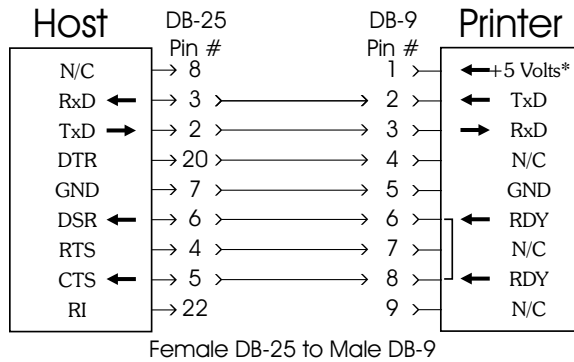 Host DB-25 DB-9 Printer
Pin # Pin #
N/C 8 1 +5 Volts*
RxD 3 2 TxD
TxD 2 3 RxD
DTR 20 4 N/C
GND 7 5 GND
DSR 6 6 RDY
RTS 4 7 N/C
CTS 5 8 RDY
RI 22 9 N/C
Female DB-25 to Male DB-9